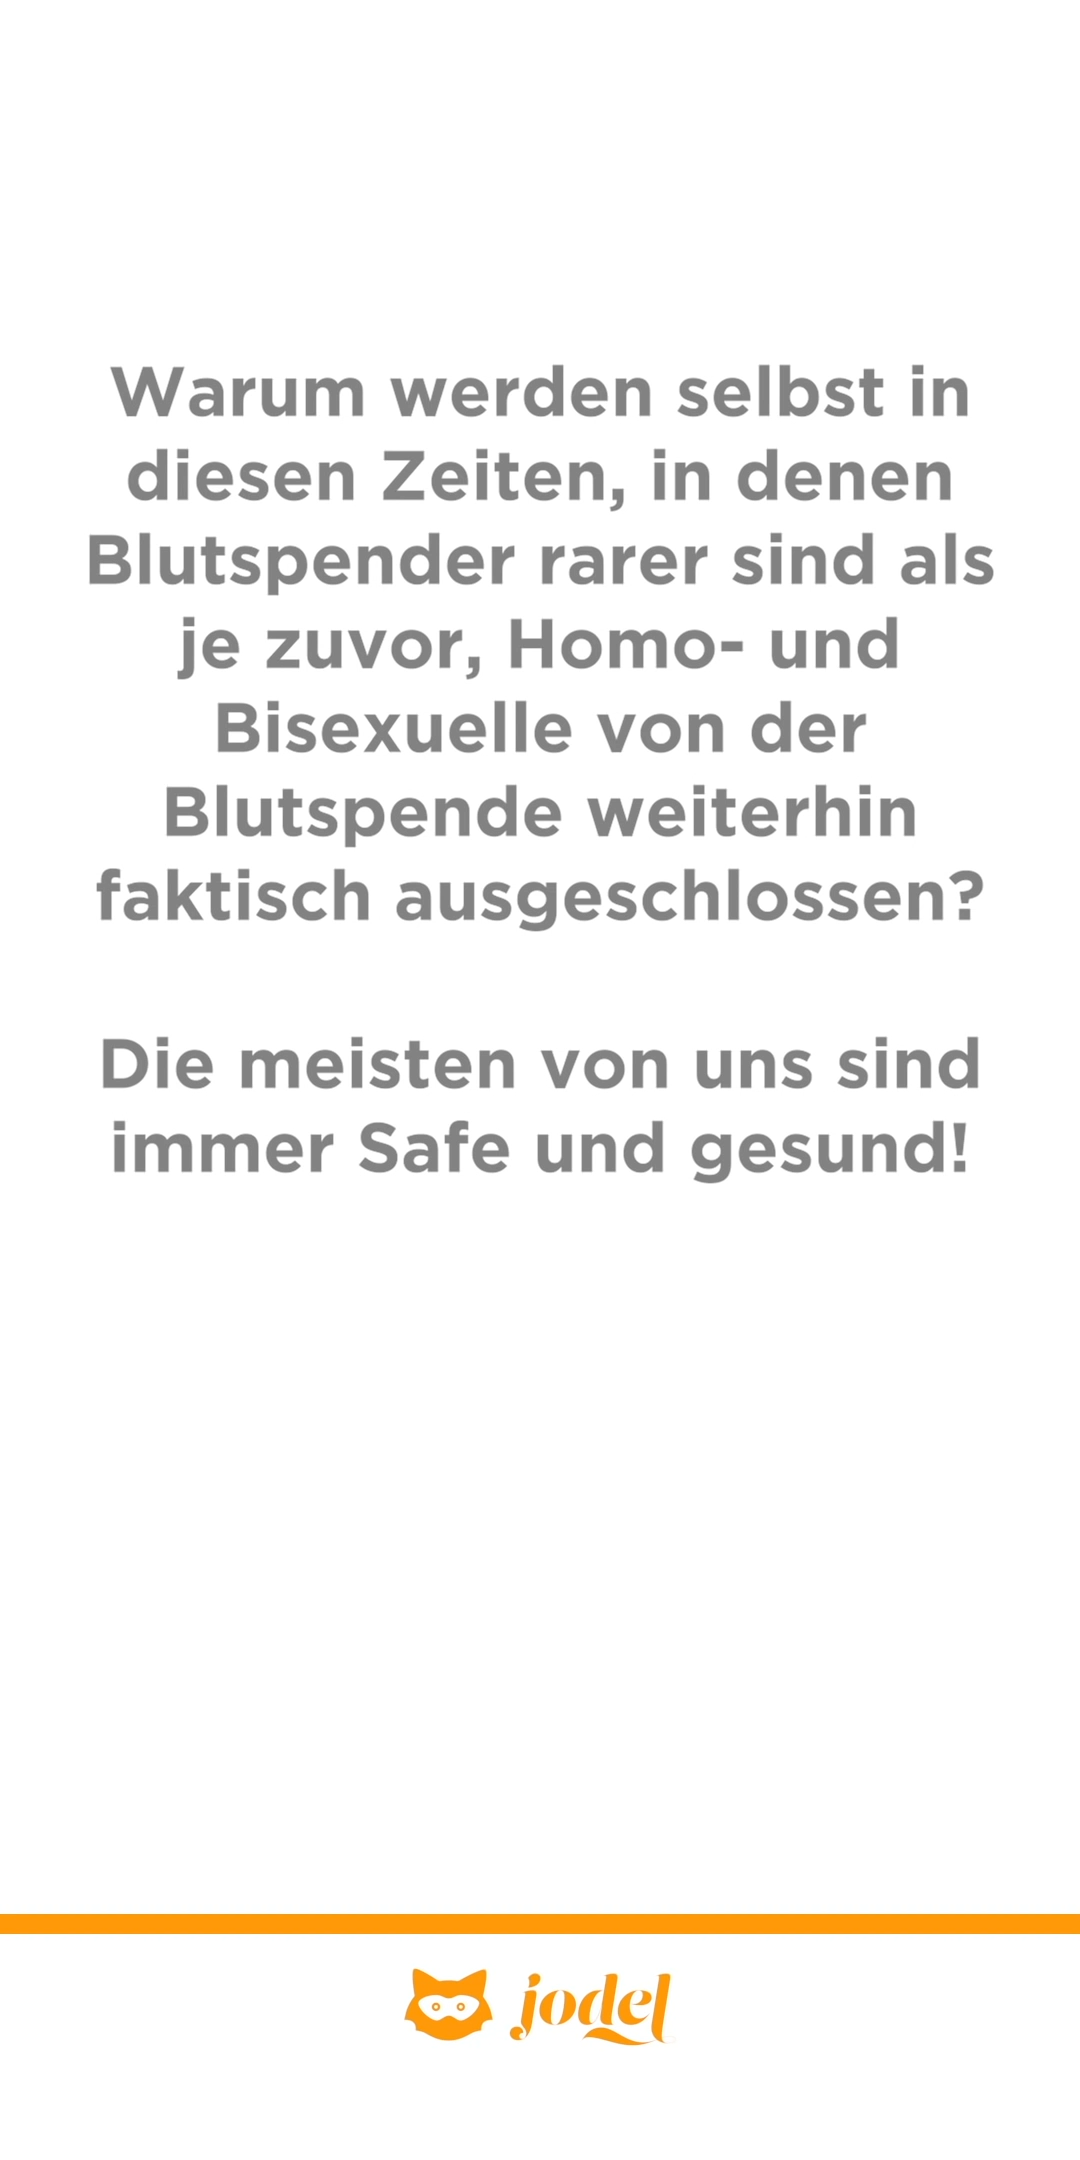 Warum werden selbst in
diesen Zeiten, in denen
Blutspender rarer sind als
je zuvor, Homo- und
Bisexuelle von der
Blutspende weiterhin
faktisch ausgeschlossen?
Die meisten von uns sind
immer Safe und gesund!
jodel